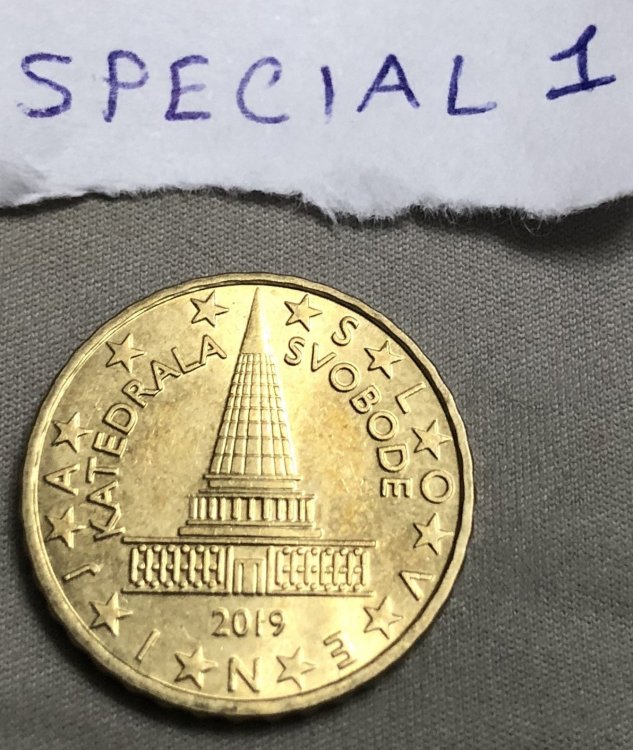 SPECIAL 1
KATEDRALA SVOBODE
SLOVENIJA
2019